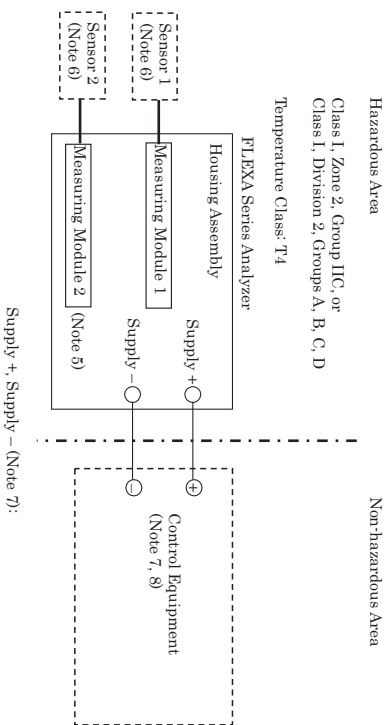 Hazardous Area
Non-hazardous Area
Class I, Zone 2, Group IIC, or
Class I, Division 2, Groups A, B, C, D
Temperature Class: T4
FLEXA Series Analyzer
Housing Assembly
Sensor 1
(Note 6)
Measuring Module 1
Sensor 2
(Note 6)
Measuring Module 2
(Note 5)
Supply +
Supply –
+
–
Control Equipment
(Note 7, 8)
Supply +, Supply – (Note 7):